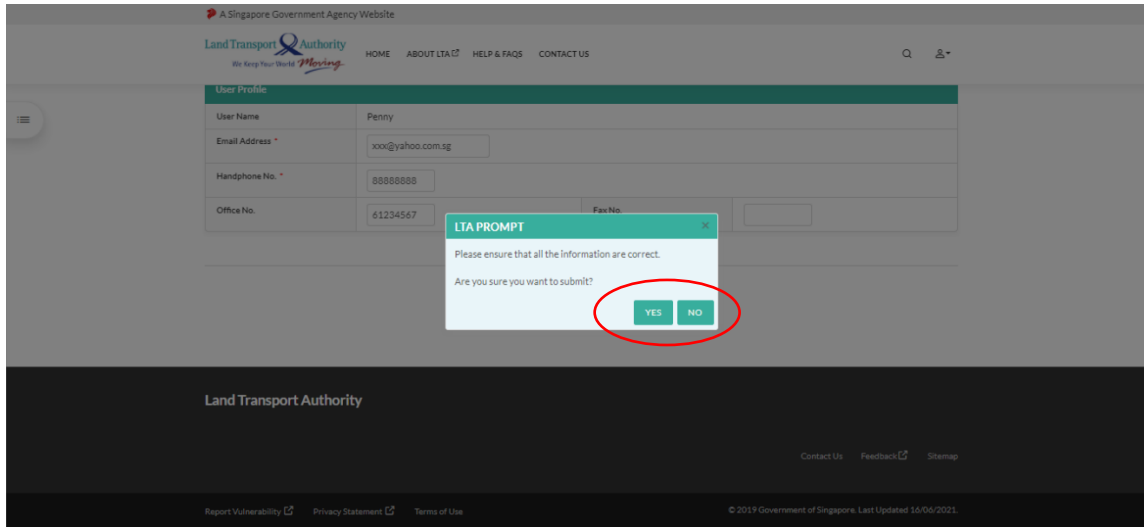 A Singapore Government Agency Website
Land Transport Authority
We Keep Your World Moving
HOME ABOUT LTA HELP & FAQS CONTACT US
User Profile
User Name Penny
Email Address * xxx@yahoo.com.sg
Handphone No. * 88888888
Office No. 61234567 Fax No.
LTA PROMPT ×
Please ensure that all the information are correct.
Are you sure you want to submit?
YES NO
Land Transport Authority
Contact Us Feedback Sitemap
Report Vulnerability Privacy Statement Terms of Use © 2019 Government of Singapore. Last Updated 16/06/2021.